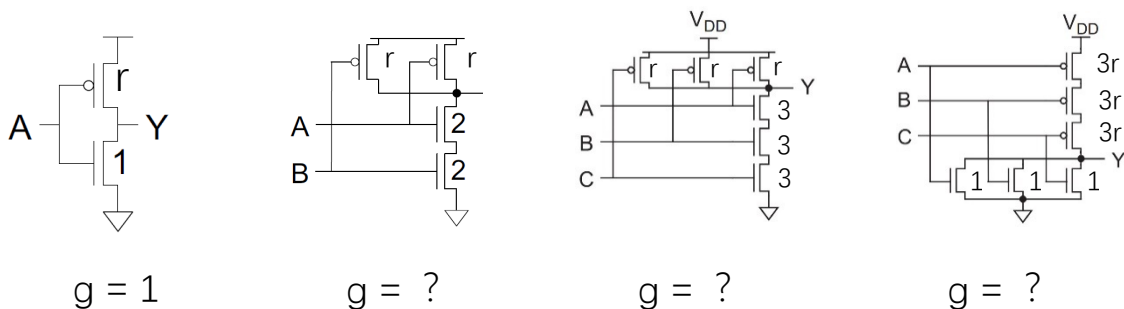 A
r
1
Y
g = 1
r
r
A
2
B
2
g = ?
VDD
r
r
r
Y
A
3
B
3
C
3
g = ?
VDD
A
3r
B
3r
C
3r
Y
1
1
1
g = ?